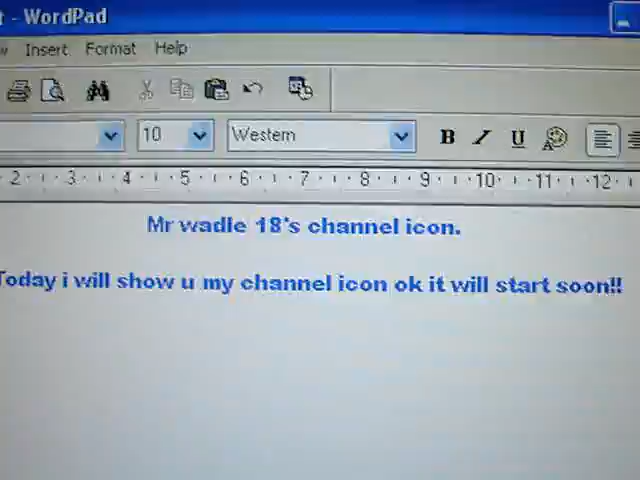 - WordPad
Insert Format Help
10 Western B I U
2 3 4 5 6 7 8 9 10 11 12
Mr wadle 18's channel icon.
Today i will show u my channel icon ok it will start soon!!